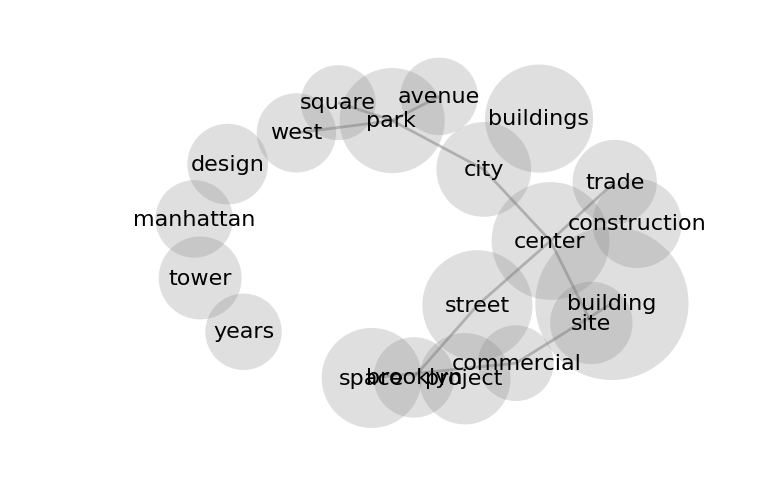 avenue
square
park
buildings
west
design
city
trade
manhattan
construction
center
tower
building
street
site
years
commercial
space
brooklyn
project